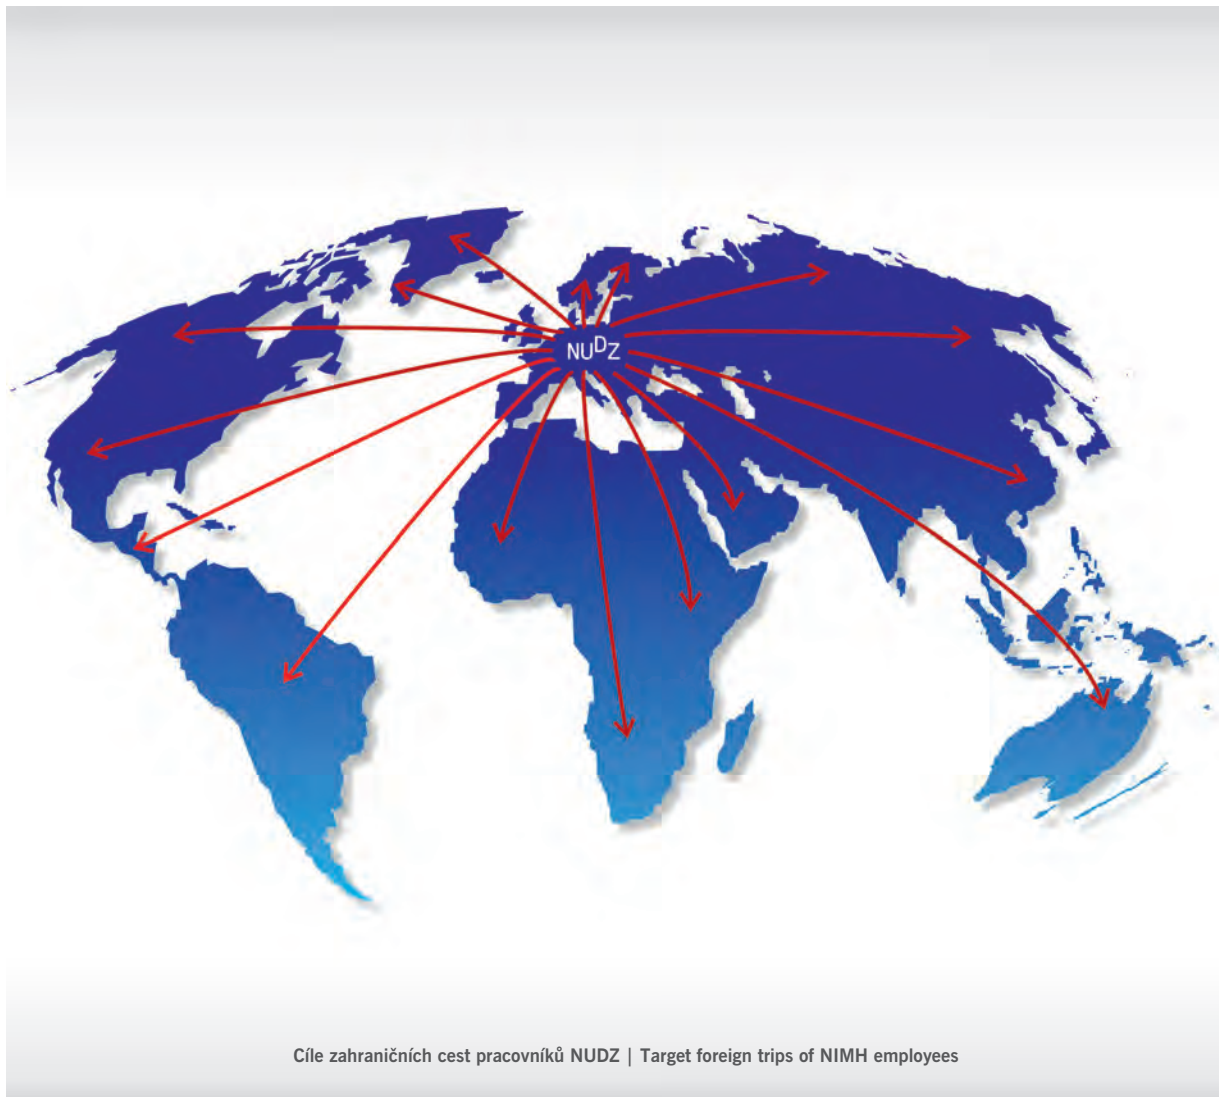 NUDZ
Cíle zahraničních cest pracovníků NUDZ | Target foreign trips of NIMH employees